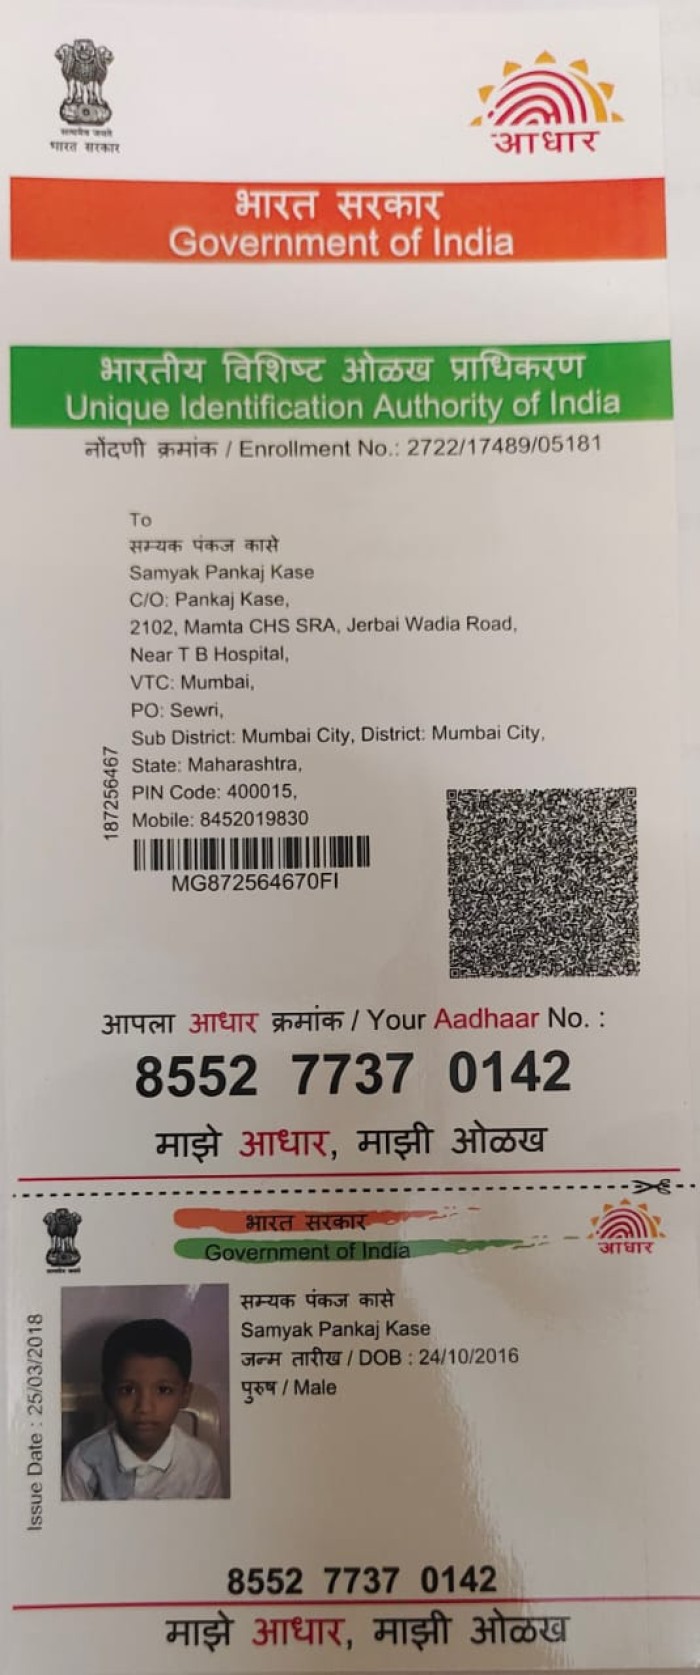 सत्यमेव जयते
भारत सरकार
आधार
भारत सरकार
Government of India
भारतीय विशिष्ट ओळख प्राधिकरण
Unique Identification Authority of India
नोंदणी क्रमांक / Enrollment No.: 2722/17489/05181
To
सम्यक पंकज कासे
Samyak Pankaj Kase
C/O: Pankaj Kase,
2102, Mamta CHS SRA, Jerbai Wadia Road,
Near T B Hospital,
VTC: Mumbai,
PO: Sewri,
Sub District: Mumbai City, District: Mumbai City,
State: Maharashtra,
PIN Code: 400015,
Mobile: 8452019830
187256467
MG872564670FI
आपला आधार क्रमांक / Your Aadhaar No. :
8552 7737 0142
माझे आधार, माझी ओळख
भारत सरकार
Government of India
आधार
सम्यक पंकज कासे
Samyak Pankaj Kase
जन्म तारीख / DOB : 24/10/2016
पुरुष / Male
Issue Date : 25/03/2018
8552 7737 0142
माझे आधार, माझी ओळख